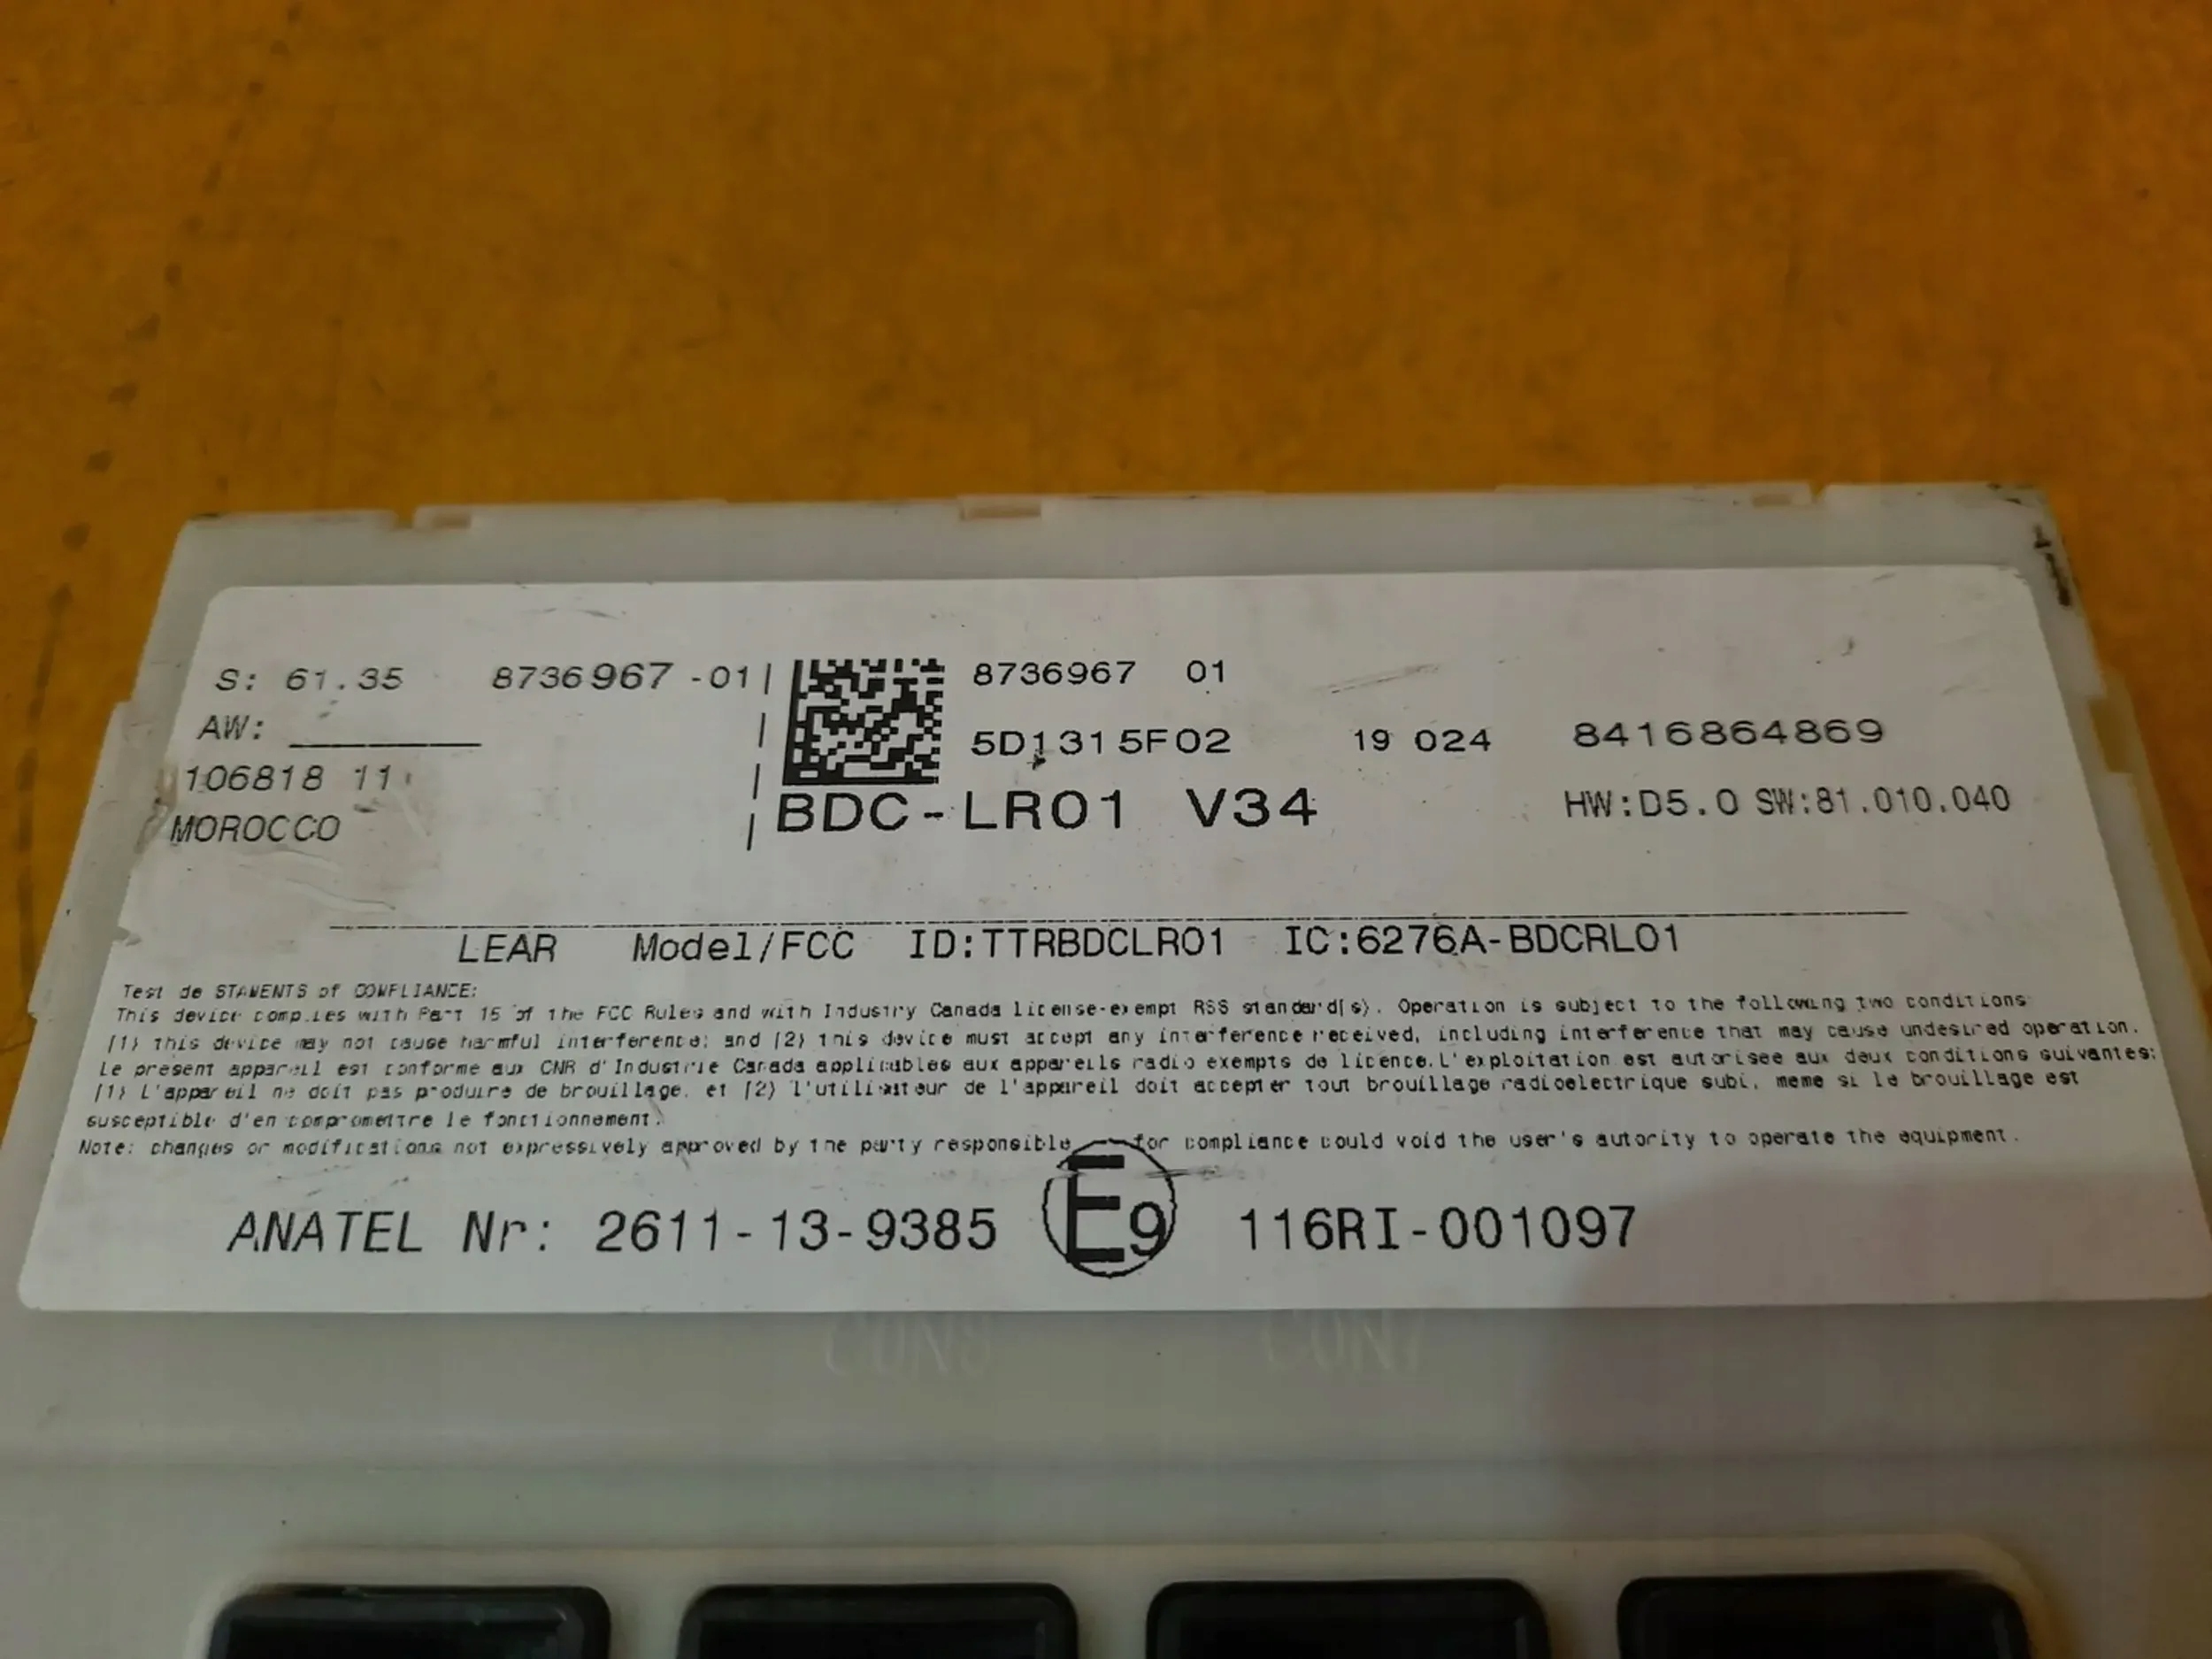 S: 61.35 8736967 -01
AW:
106818 11
MOROCCO
8736967 01
5D1315F02 19 024 8416864869
BDC-LR01 V34 HW:D5.0 SW:81.010.040
LEAR Model/FCC ID:TTRBDCLR01 IC:6276A-BDCRL01
Test de STAMENTS of COMPLIANCE:
This device complies with Part 15 of the FCC Rules and with Industry Canada license-exempt RSS standard(s). Operation is subject to the following two conditions
(1) this device may not cause harmful interference; and (2) this device must accept any interference received, including interference that may cause undesired operation.
Le present appareil est conforme aux CNR d'Industrie Canada applicables aux appareils radio exempts de licence.L'exploitation est autorisee aux deux conditions suivantes:
(1) L'appareil ne doit pas produire de brouillage, et (2) l'utilisateur de l'appareil doit accepter tout brouillage radioelectrique subi, meme si le brouillage est
susceptible d'en compromettre le fonctionnement.
Note: changes or modifications not expressively approved by the party responsible for compliance could void the user's autority to operate the equipment.
ANATEL Nr: 2611-13-9385 E9 116RI-001097
CON8 CON7